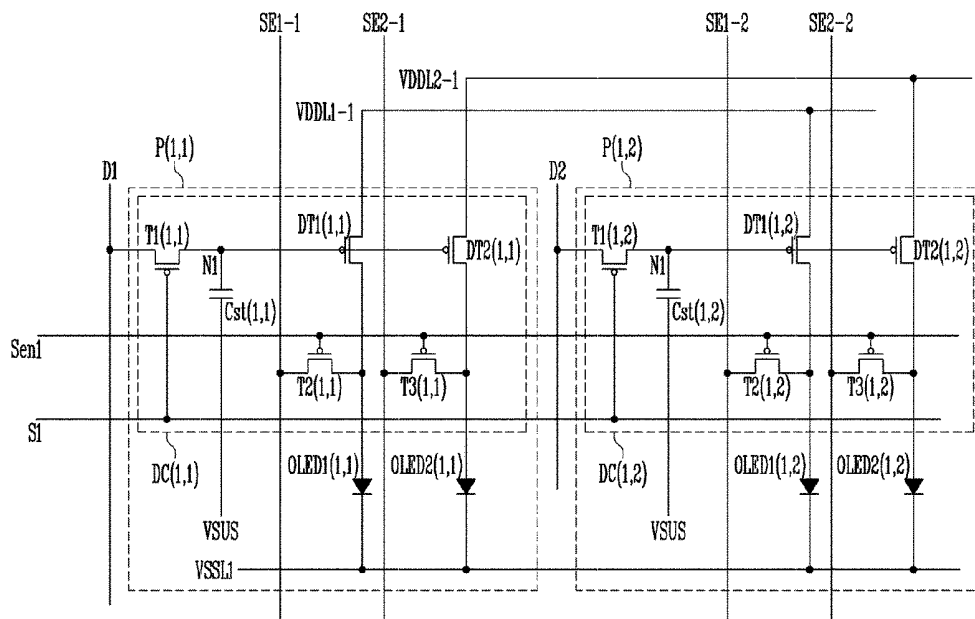 SE1-1
SE2-1
SE1-2
SE2-2
VDDL2-1
VDDL1-1
P(1,1)
P(1,2)
D1
D2
T1(1,1)
DT1(1,1)
T1(1,2)
DT1(1,2)
N1
DT2(1,1)
N1
DT2(1,2)
Cst(1,1)
Cst(1,2)
Sen1
T2(1,1)
T3(1,1)
T2(1,2)
T3(1,2)
S1
DC(1,1)
OLED1(1,1)
OLED2(1,1)
DC(1,2)
OLED1(1,2)
OLED2(1,2)
VSUS
VSUS
VSSL1